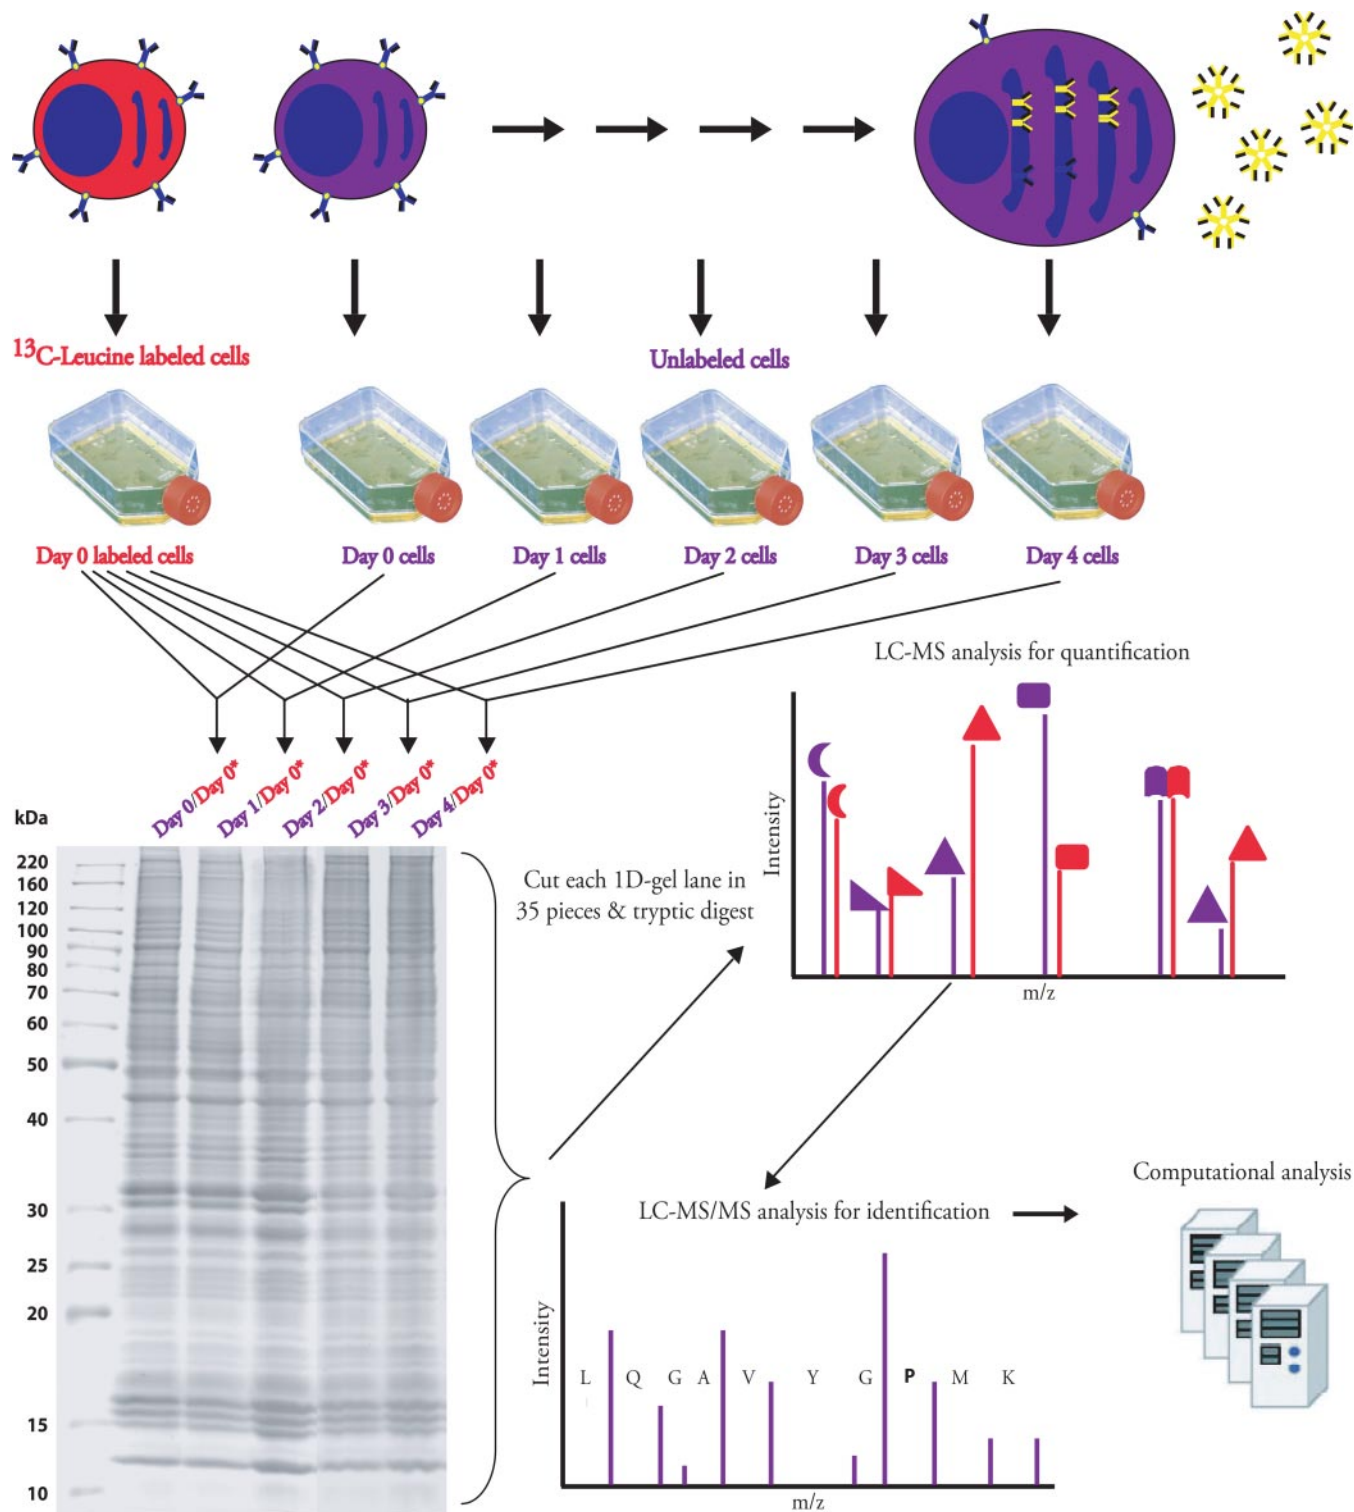 ¹³C-Leucine labeled cells
Unlabeled cells
Day 0 labeled cells
Day 0 cells
Day 1 cells
Day 2 cells
Day 3 cells
Day 4 cells
LC-MS analysis for quantification
Day 0/Day 0*
Day 1/Day 0*
Day 2/Day 0*
Day 3/Day 0*
Day 4/Day 0*
kDa
220
160
120
100
90
80
70
60
50
40
30
25
20
15
10
Cut each 1D-gel lane in
35 pieces & tryptic digest
Intensity
m/z
LC-MS/MS analysis for identification
Computational analysis
Intensity
L Q G A V Y G P M K
m/z